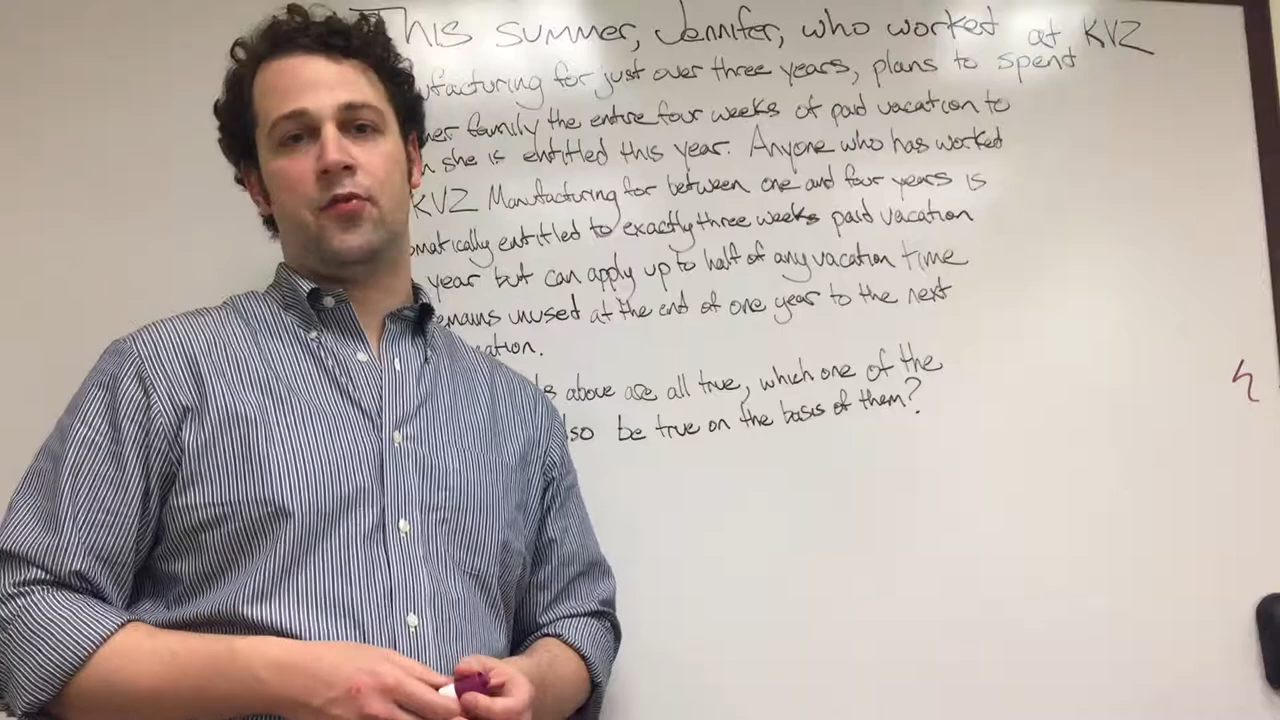 This summer, Jennifer, who worked at KVZ
ufacturing for just over three years, plans to spend
her family the entire four weeks of paid vacation to
h she is entitled this year. Anyone who has worked
KVZ Manufacturing for between one and four years is
omatically entitled to exactly three weeks paid vacation
year but can apply up to half of any vacation time
emains unused at the end of one year to the next
ation.
ts above are all true, which one of the
lso be true on the basis of them?